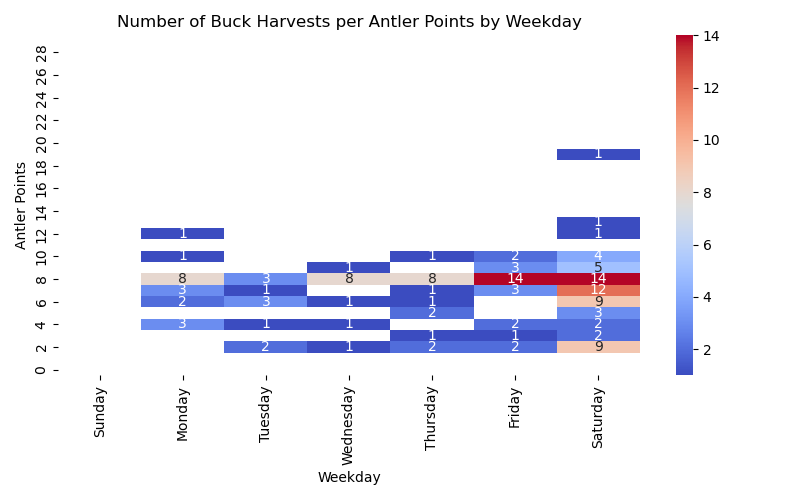 Number of Buck Harvests per Antler Points by Weekday
Antler Points
28
26
24
22
20
18
16
14
12
10
8
6
4
2
0
1
1
1 1
1 1 2 4
1 3 5
8 3 8 8 14 14
3 1 1 3 12
2 3 1 1 9
2 3
3 1 1 2 2
1 1 2
2 1 2 2 9
Sunday
Monday
Tuesday
Wednesday
Thursday
Friday
Saturday
Weekday
14
12
10
8
6
4
2